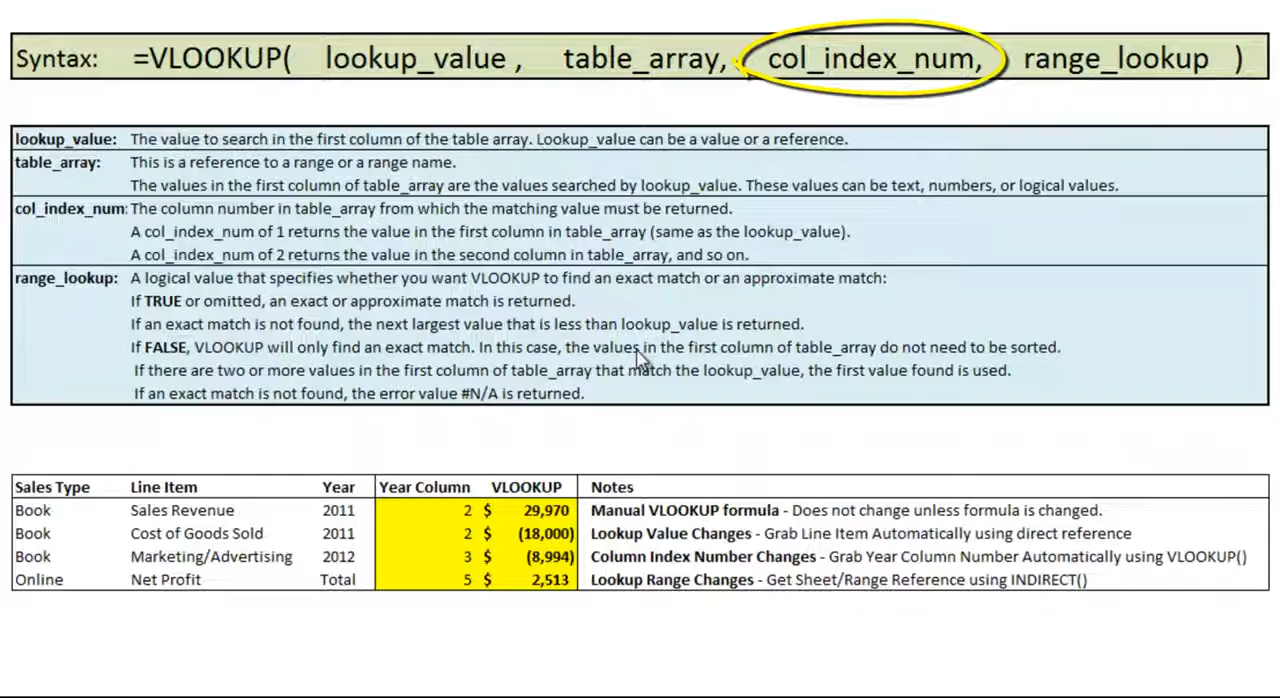 Syntax: =VLOOKUP( lookup_value , table_array, col_index_num, range_lookup )
lookup_value: The value to search in the first column of the table array. Lookup_value can be a value or a reference.
table_array: This is a reference to a range or a range name.
The values in the first column of table_array are the values searched by lookup_value. These values can be text, numbers, or logical values.
col_index_num: The column number in table_array from which the matching value must be returned.
A col_index_num of 1 returns the value in the first column in table_array (same as the lookup_value).
A col_index_num of 2 returns the value in the second column in table_array, and so on.
range_lookup: A logical value that specifies whether you want VLOOKUP to find an exact match or an approximate match:
If TRUE or omitted, an exact or approximate match is returned.
If an exact match is not found, the next largest value that is less than lookup_value is returned.
If FALSE, VLOOKUP will only find an exact match. In this case, the values in the first column of table_array do not need to be sorted.
If there are two or more values in the first column of table_array that match the lookup_value, the first value found is used.
If an exact match is not found, the error value #N/A is returned.
Sales Type Line Item Year Year Column VLOOKUP Notes
Book Sales Revenue 2011 2 $ 29,970 Manual VLOOKUP formula - Does not change unless formula is changed.
Book Cost of Goods Sold 2011 2 $ (18,000) Lookup Value Changes - Grab Line Item Automatically using direct reference
Book Marketing/Advertising 2012 3 $ (8,994) Column Index Number Changes - Grab Year Column Number Automatically using VLOOKUP()
Online Net Profit Total 5 $ 2,513 Lookup Range Changes - Get Sheet/Range Reference using INDIRECT()